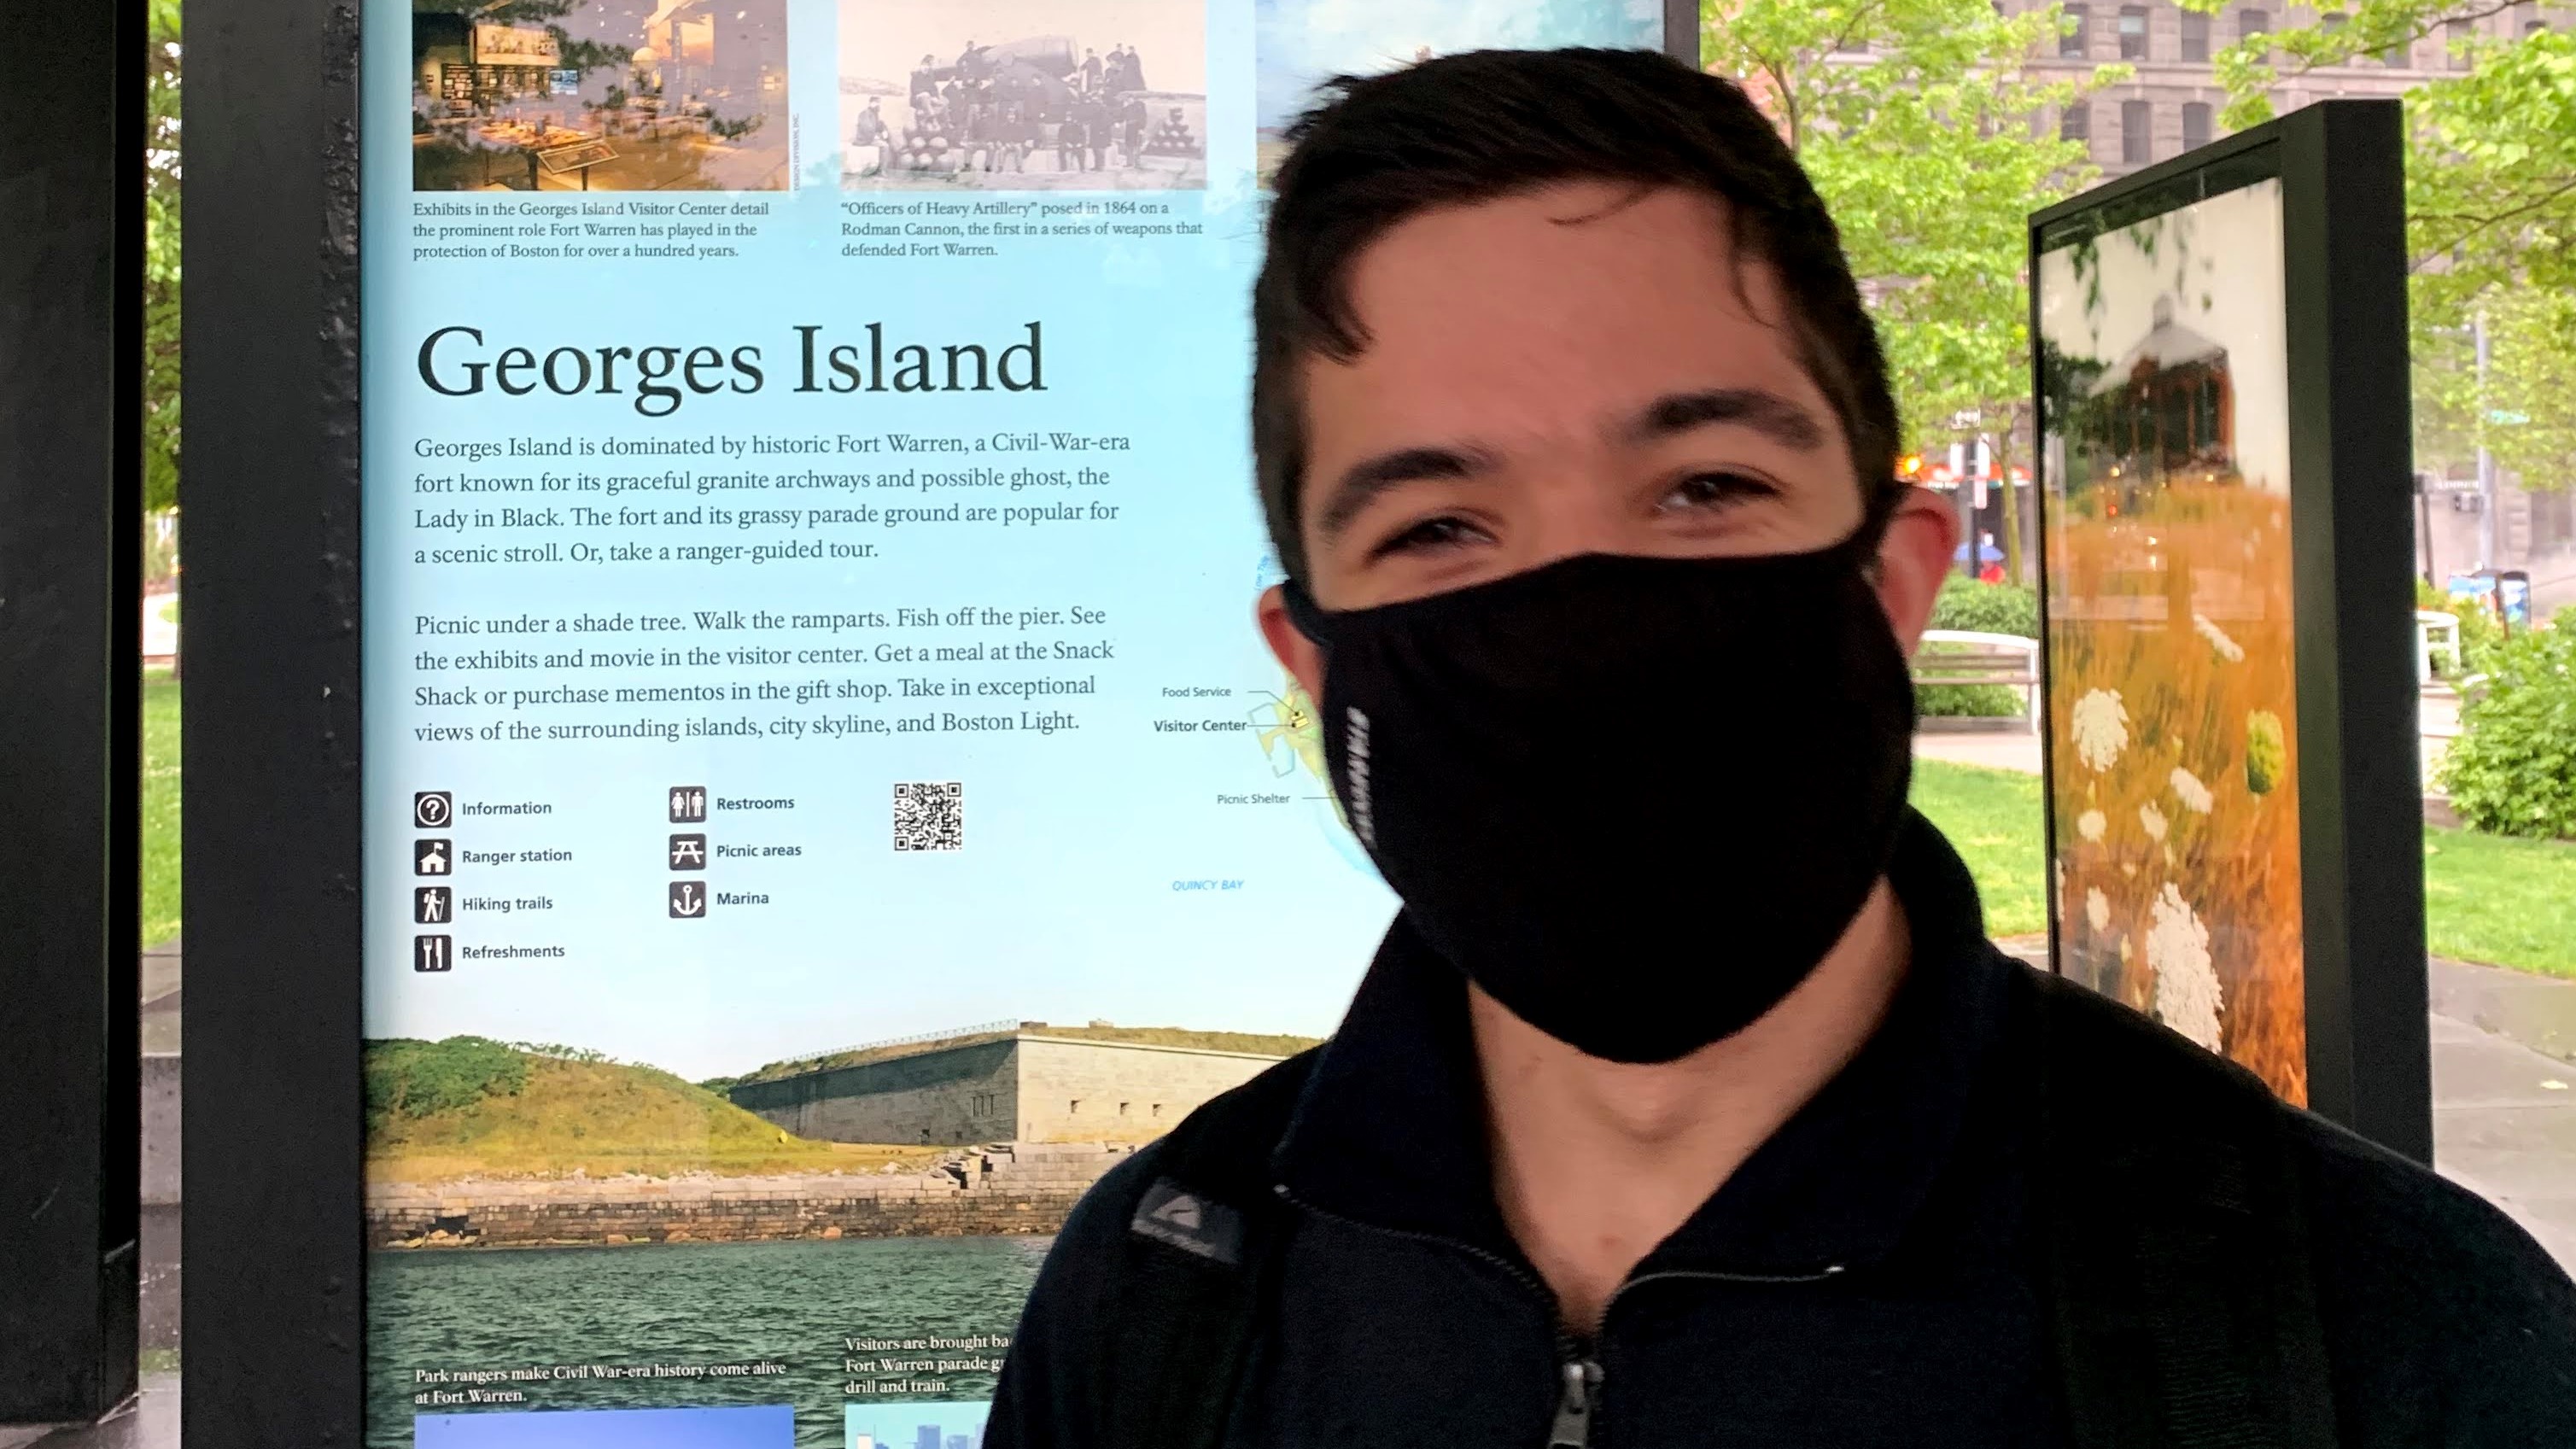 Exhibits in the Georges Island Visitor Center detail
the prominent role Fort Warren has played in the
protection of Boston for over a hundred years.
“Officers of Heavy Artillery” posed in 1864 on a
Rodman Cannon, the first in a series of weapons that
defended Fort Warren.
Georges Island
Georges Island is dominated by historic Fort Warren, a Civil-War-era
fort known for its graceful granite archways and possible ghost, the
Lady in Black. The fort and its grassy parade ground are popular for
a scenic stroll. Or, take a ranger-guided tour.
Picnic under a shade tree. Walk the ramparts. Fish off the pier. See
the exhibits and movie in the visitor center. Get a meal at the Snack
Shack or purchase mementos in the gift shop. Take in exceptional
views of the surrounding islands, city skyline, and Boston Light.
Information
Ranger station
Hiking trails
Refreshments
Restrooms
Picnic areas
Marina
Food Service
Visitor Center
Picnic Shelter
QUINCY BAY
Park rangers make Civil War-era history come alive
at Fort Warren.
Visitors are brought
Fort Warren parade
drill and train.